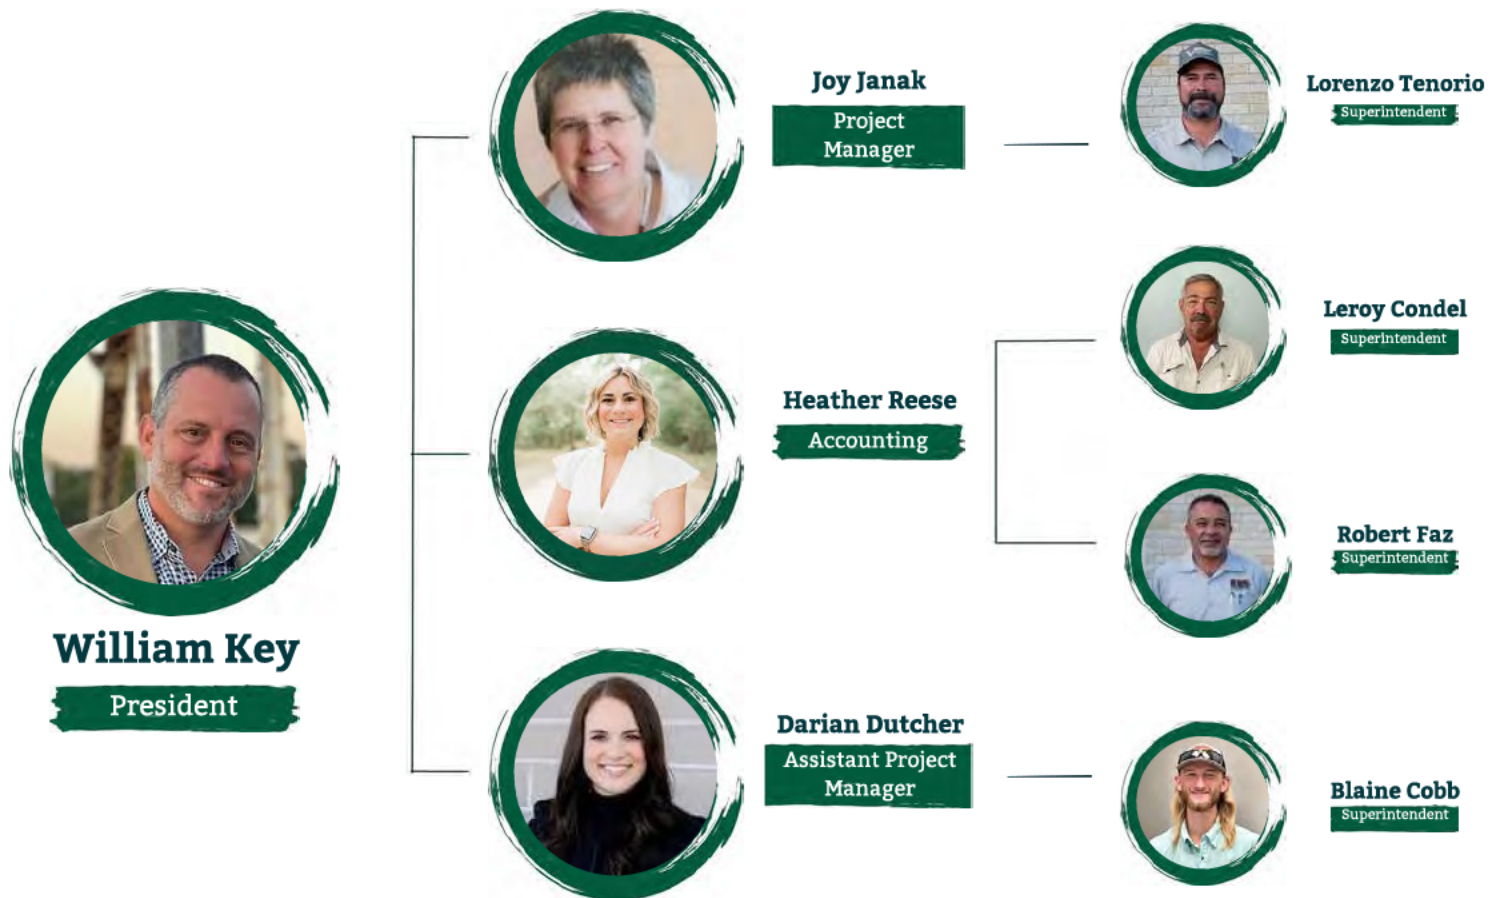 Joy Janak
Project
Manager
Lorenzo Tenorio
Superintendent
Leroy Condel
Superintendent
Heather Reese
Accounting
Robert Faz
Superintendent
William Key
President
Darian Dutcher
Assistant Project
Manager
Blaine Cobb
Superintendent